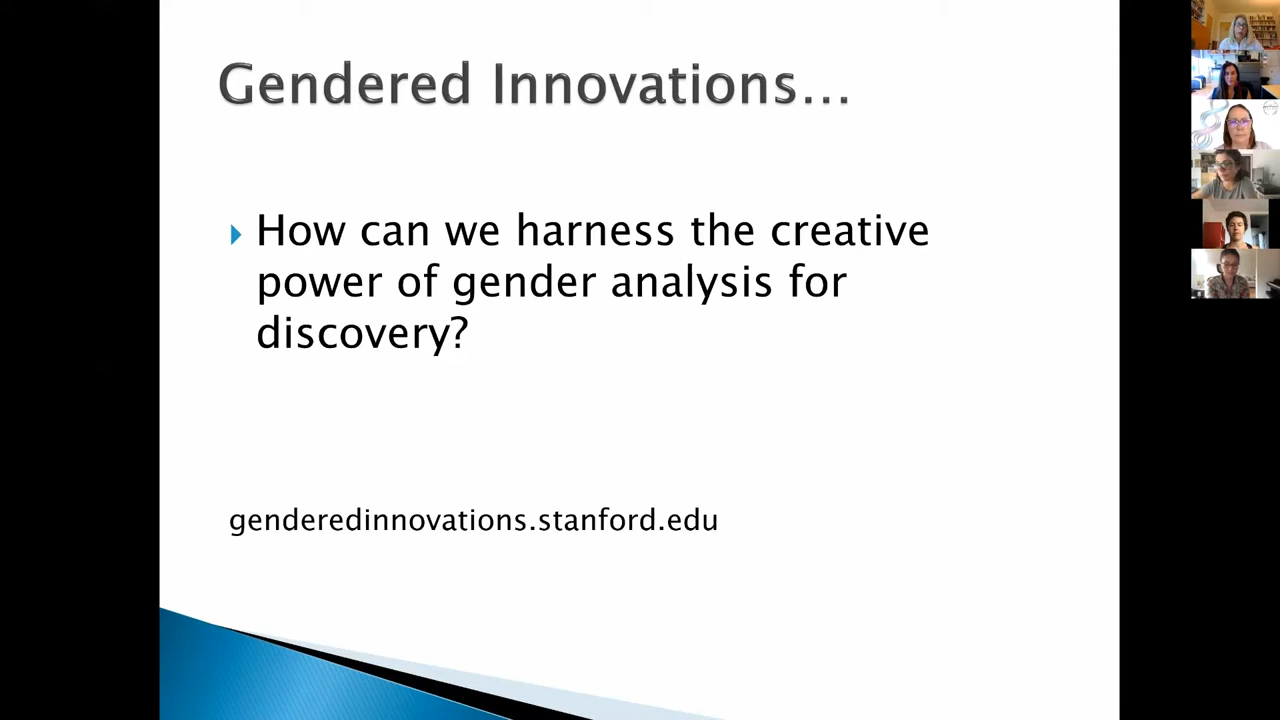 Gendered Innovations…
How can we harness the creative
power of gender analysis for
discovery?
genderedinnovations.stanford.edu